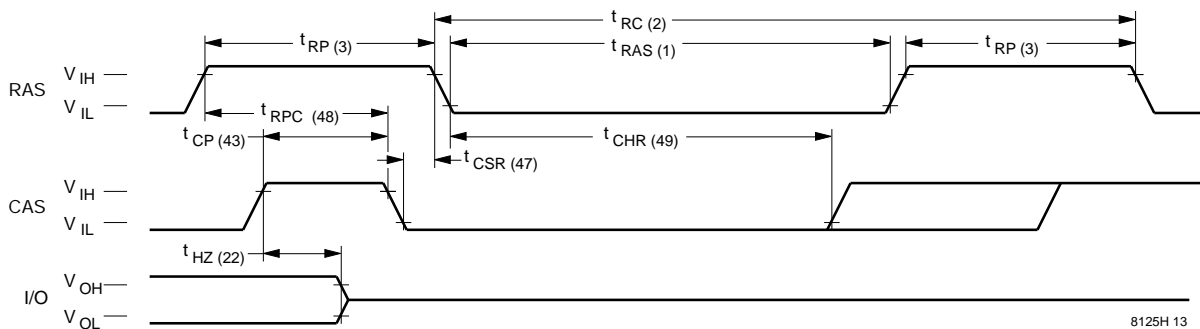 t RC (2)
t RP (3)
t RAS (1)
t RP (3)
RAS
V IH
V IL
t RPC (48)
t CP (43)
t CHR (49)
t CSR (47)
CAS
V IH
V IL
t HZ (22)
I/O
V OH
V OL
8125H 13